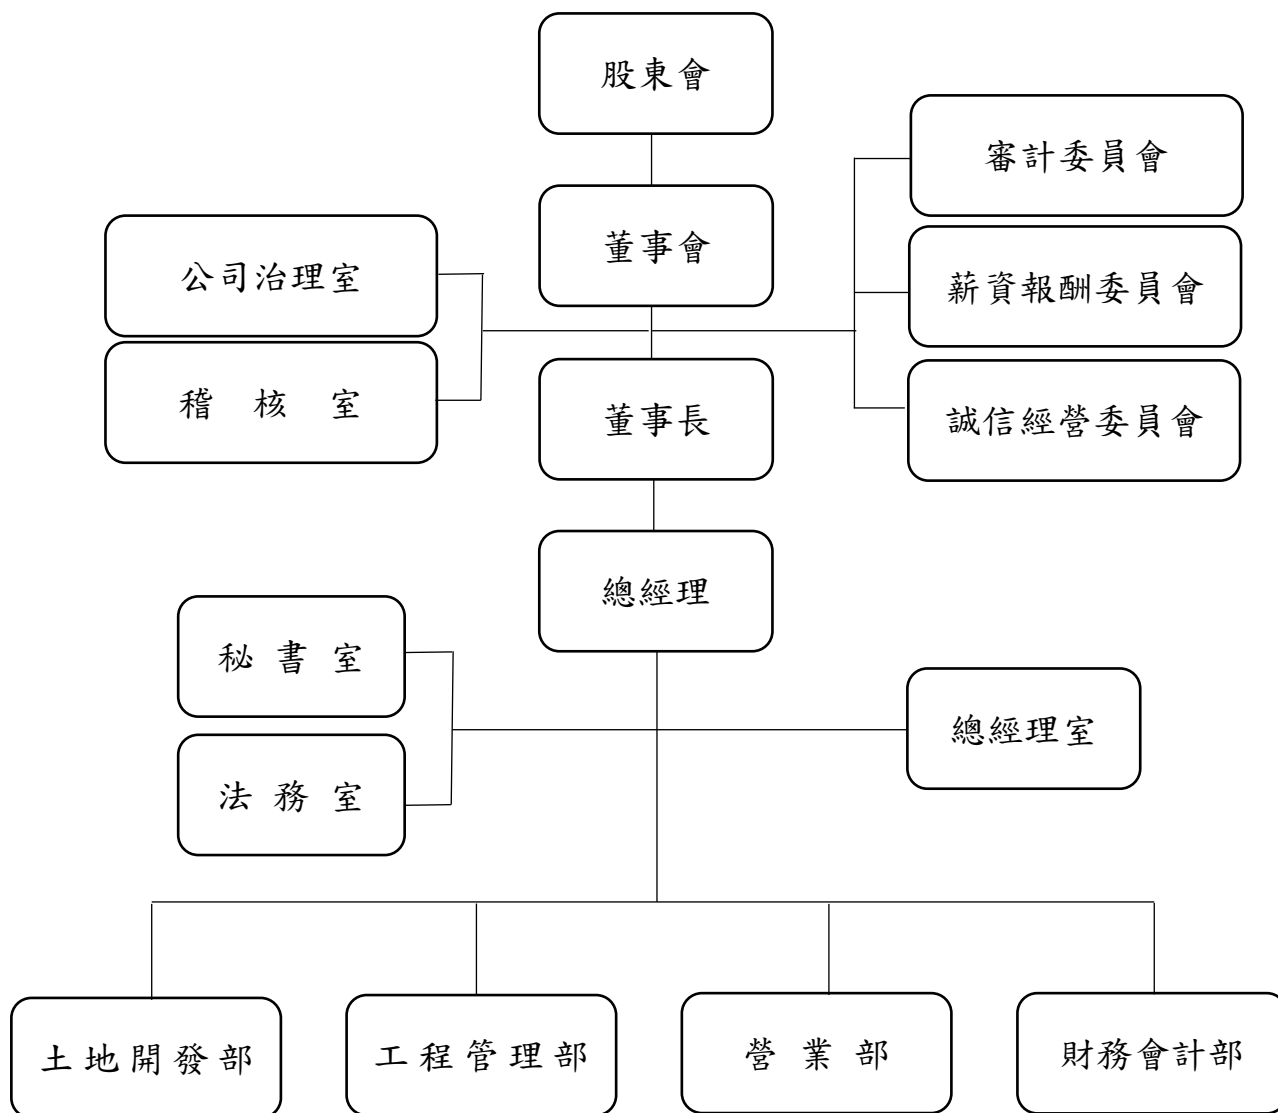 股東會
審計委員會
董事會
公司治理室
薪資報酬委員會
稽核室
董事長
誠信經營委員會
總經理
秘書室
總經理室
法務室
土地開發部
工程管理部
營業部
財務會計部